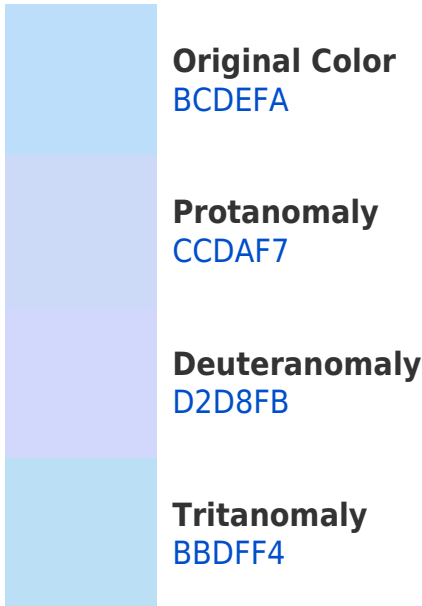 Original Color
BCDEFA
Protanomaly
CCDAF7
Deuteranomaly
D2D8FB
Tritanomaly
BBDFF4